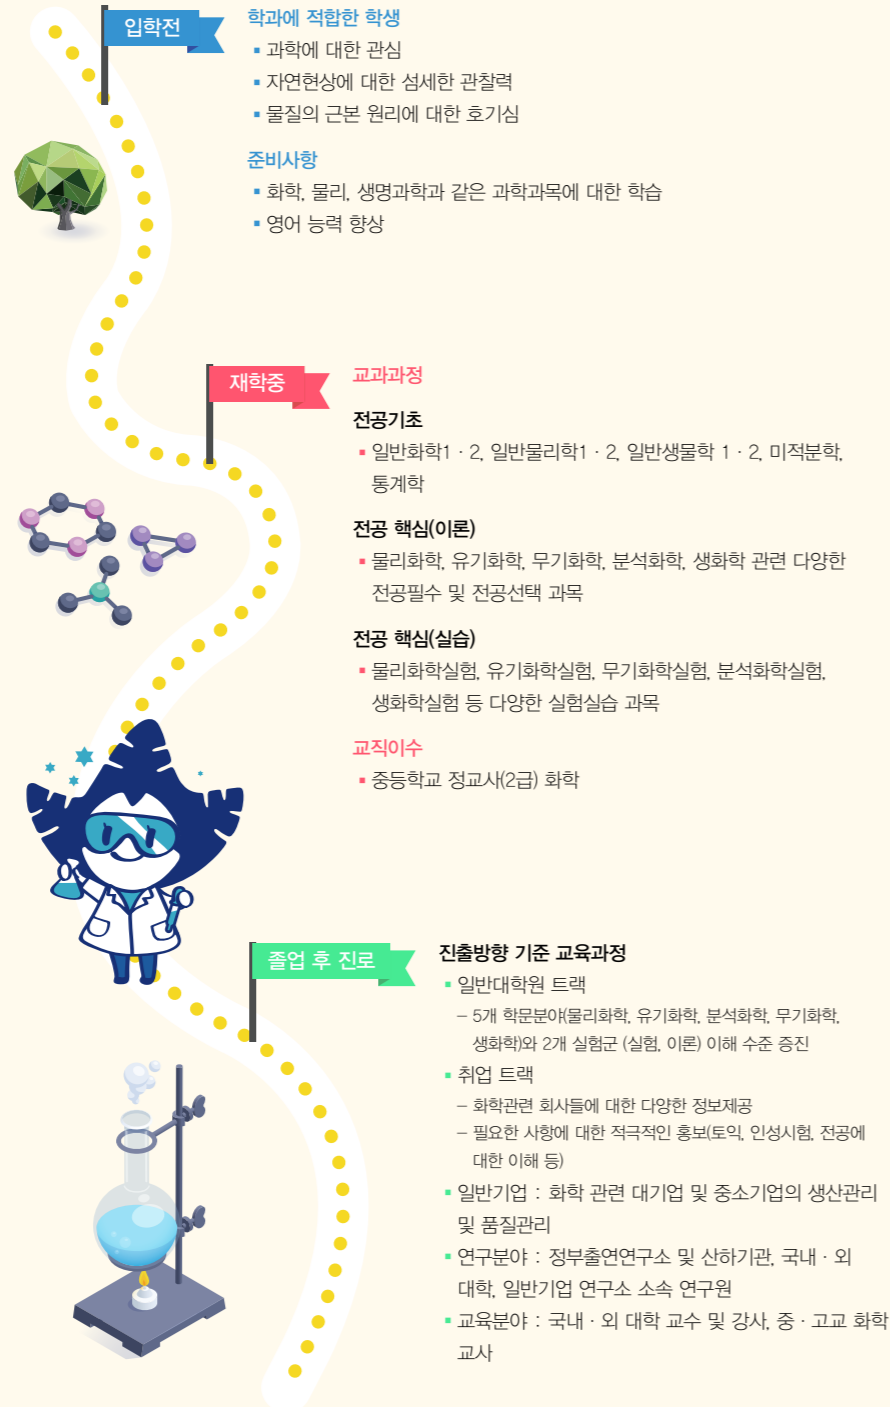 입학전
학과에 적합한 학생
▪ 과학에 대한 관심
▪ 자연현상에 대한 섬세한 관찰력
▪ 물질의 근본 원리에 대한 호기심
준비사항
▪ 화학, 물리, 생명과학과 같은 과학과목에 대한 학습
▪ 영어 능력 향상
재학중
교과과정
전공기초
▪ 일반화학1 · 2, 일반물리학1 · 2, 일반생물학 1 · 2, 미적분학,
통계학
전공 핵심(이론)
▪ 물리화학, 유기화학, 무기화학, 분석화학, 생화학 관련 다양한
전공필수 및 전공선택 과목
전공 핵심(실습)
▪ 물리화학실험, 유기화학실험, 무기화학실험, 분석화학실험,
생화학실험 등 다양한 실험실습 과목
교직이수
▪ 중등학교 정교사(2급) 화학
졸업 후 진로
진출방향 기준 교육과정
▪ 일반대학원 트랙
– 5개 학문분야(물리화학, 유기화학, 분석화학, 무기화학,
생화학)와 2개 실험군 (실험, 이론) 이해 수준 증진
▪ 취업 트랙
– 화학관련 회사들에 대한 다양한 정보제공
– 필요한 사항에 대한 적극적인 홍보(토익, 인성시험, 전공에
대한 이해 등)
▪ 일반기업 : 화학 관련 대기업 및 중소기업의 생산관리
및 품질관리
▪ 연구분야 : 정부출연연구소 및 산하기관, 국내 · 외
대학, 일반기업 연구소 소속 연구원
▪ 교육분야 : 국내 · 외 대학 교수 및 강사, 중 · 고교 화학
교사